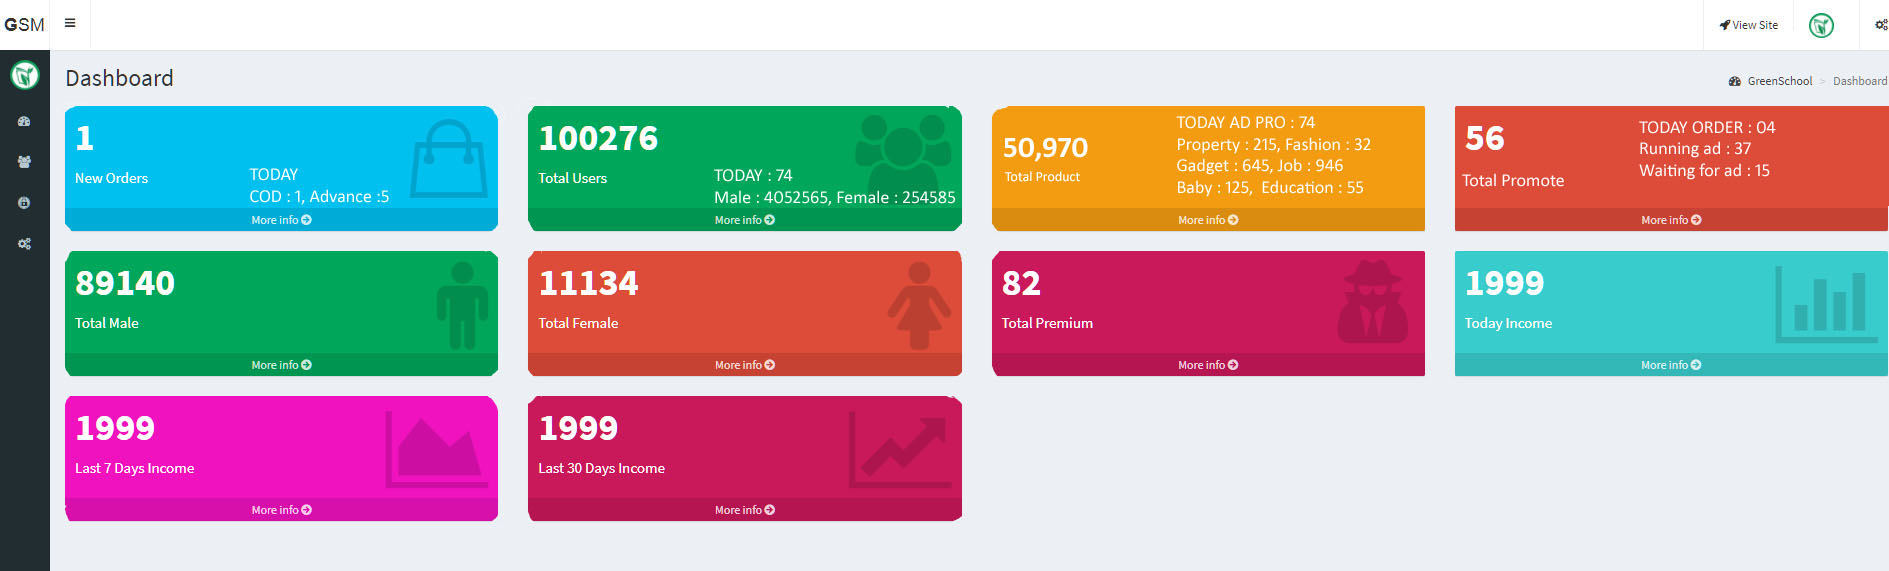 GSM
View Site
Dashboard
GreenSchool > Dashboard
1
New Orders
TODAY
COD : 1, Advance :5
More info
100276
Total Users
TODAY : 74
Male : 4052565, Female : 254585
More info
50,970
Total Product
TODAY AD PRO : 74
Property : 215, Fashion : 32
Gadget : 645, Job : 946
Baby : 125, Education : 55
More info
56
Total Promote
TODAY ORDER : 04
Running ad : 37
Waiting for ad : 15
More info
89140
Total Male
More info
11134
Total Female
More info
82
Total Premium
More info
1999
Today Income
More info
1999
Last 7 Days Income
More info
1999
Last 30 Days Income
More info